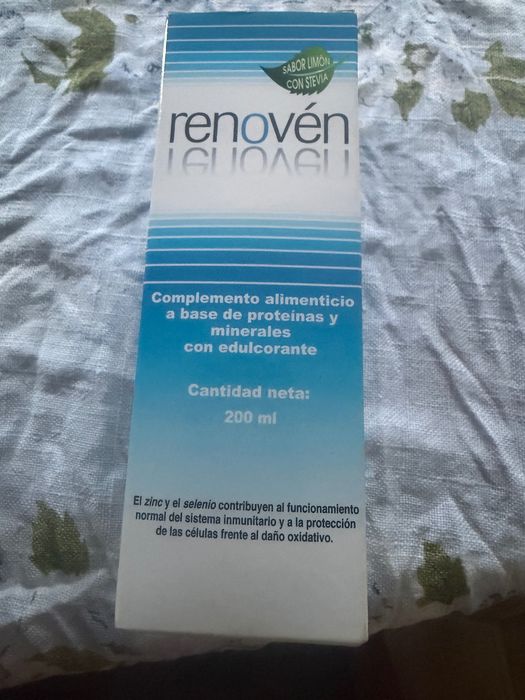 SABOR LIMÓN
CON STEVIA
renovén
Complemento alimenticio
a base de proteínas y
minerales
con edulcorante
Cantidad neta:
200 ml
El zinc y el selenio contribuyen al funcionamiento
normal del sistema inmunitario y a la protección
de las células frente al daño oxidativo.